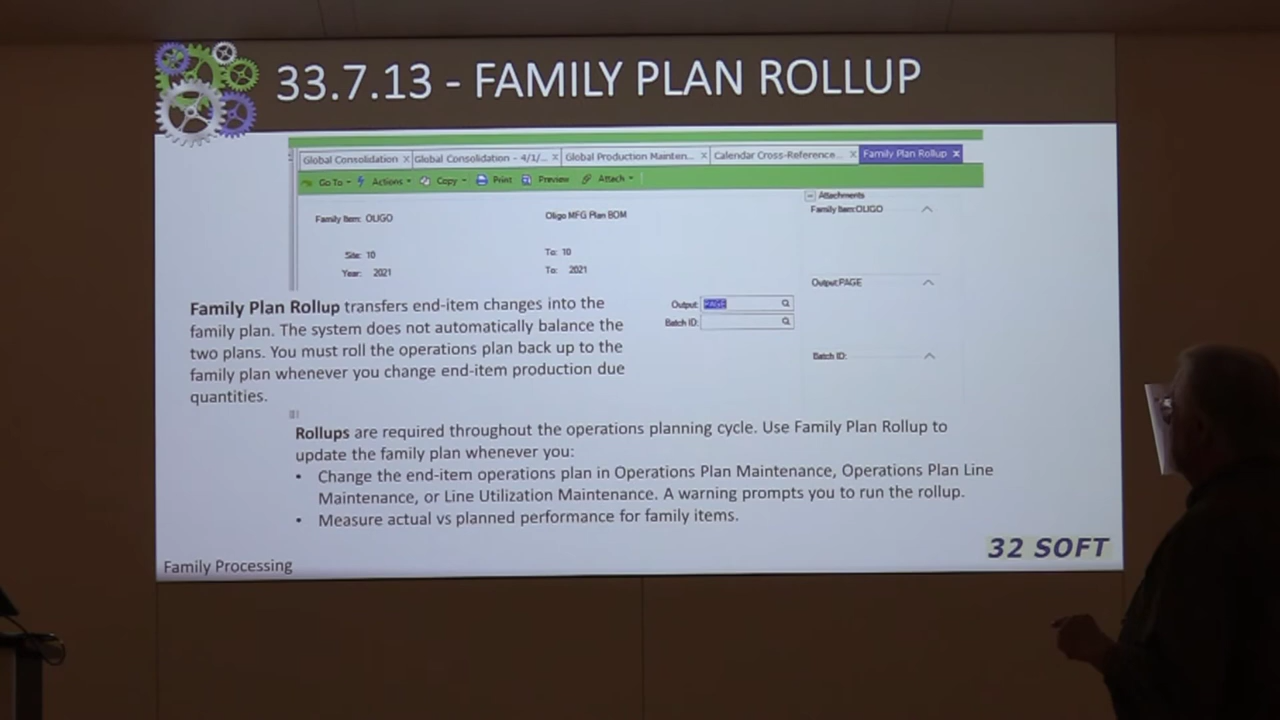 33.7.13 - FAMILY PLAN ROLLUP
Global Consolidation x Global Consolidation - 4/1/... x Global Production Mainten... x Calendar Cross-Reference... x Family Plan Rollup x
Go To Actions Copy Print Preview Attach
Attachments
Family Item: OLIGO Oligo MFG Plan BOM Family Item:OLIGO
Site: 10 To: 10
Year: 2021 To: 2021
Output:PAGE
Output: PAGE
Batch ID:
Batch ID:
Family Plan Rollup transfers end-item changes into the
family plan. The system does not automatically balance the
two plans. You must roll the operations plan back up to the
family plan whenever you change end-item production due
quantities.
Rollups are required throughout the operations planning cycle. Use Family Plan Rollup to
update the family plan whenever you:
• Change the end-item operations plan in Operations Plan Maintenance, Operations Plan Line
Maintenance, or Line Utilization Maintenance. A warning prompts you to run the rollup.
• Measure actual vs planned performance for family items.
32 SOFT
Family Processing